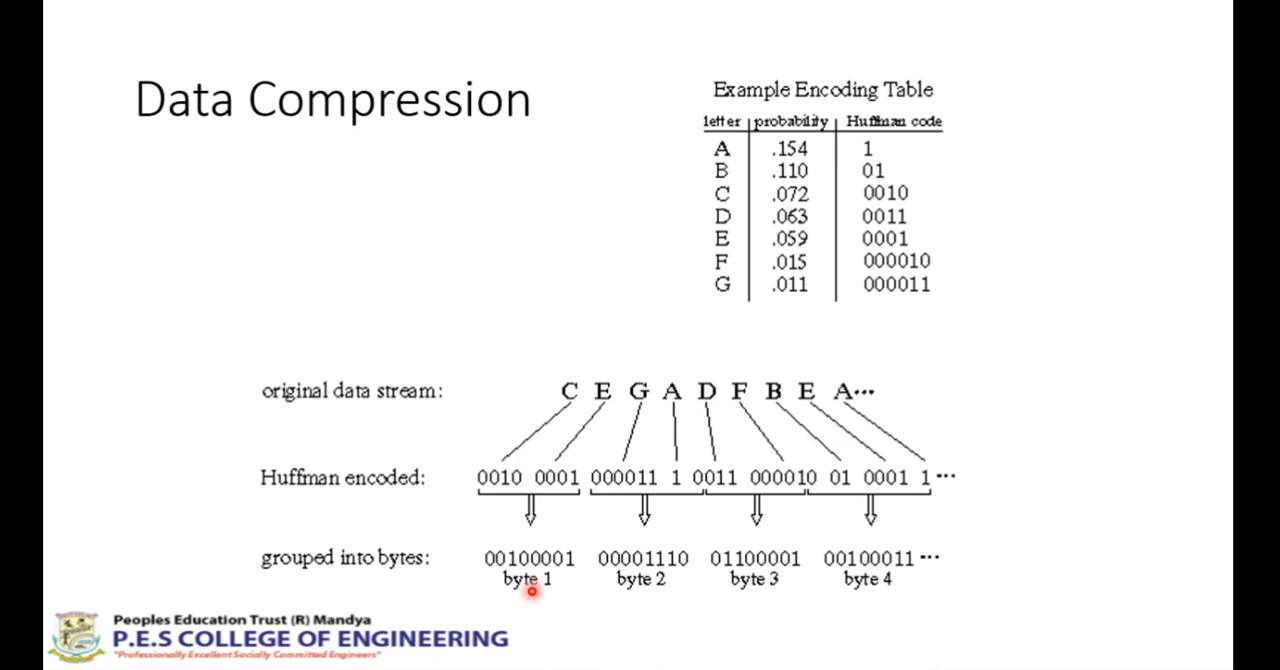 Data Compression
Example Encoding Table
letter probability Huffman code
A .154 1
B .110 01
C .072 0010
D .063 0011
E .059 0001
F .015 000010
G .011 000011
original data stream: C E G A D F B E A...
Huffman encoded: 0010 0001 000011 1 0011 000010 01 0001 1 ...
grouped into bytes: 00100001 00001110 01100001 00100011 ...
byte 1 byte 2 byte 3 byte 4
Peoples Education Trust (R) Mandya
P.E.S COLLEGE OF ENGINEERING
"Professionally Excellent Socially Committed Engineers"